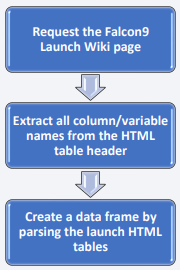 Request the Falcon9
Launch Wiki page
Extract all column/variable
names from the HTML
table header
Create a data frame by
parsing the launch HTML
tables